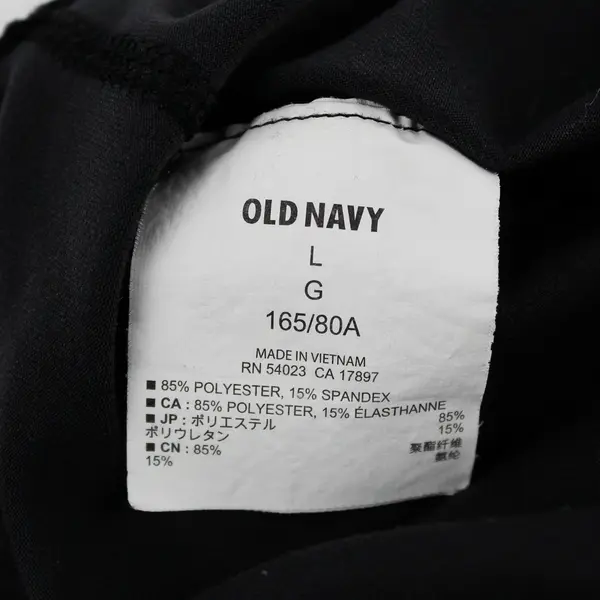 OLD NAVY
L
G
165/80A
MADE IN VIETNAM
RN 54023 CA 17897
■ 85% POLYESTER, 15% SPANDEX
■ CA : 85% POLYESTER, 15% ÉLASTHANNE
■ JP : ポリエステル 85%
ポリウレタン 15%
■ CN : 85% 聚酯纤维
15% 氨纶